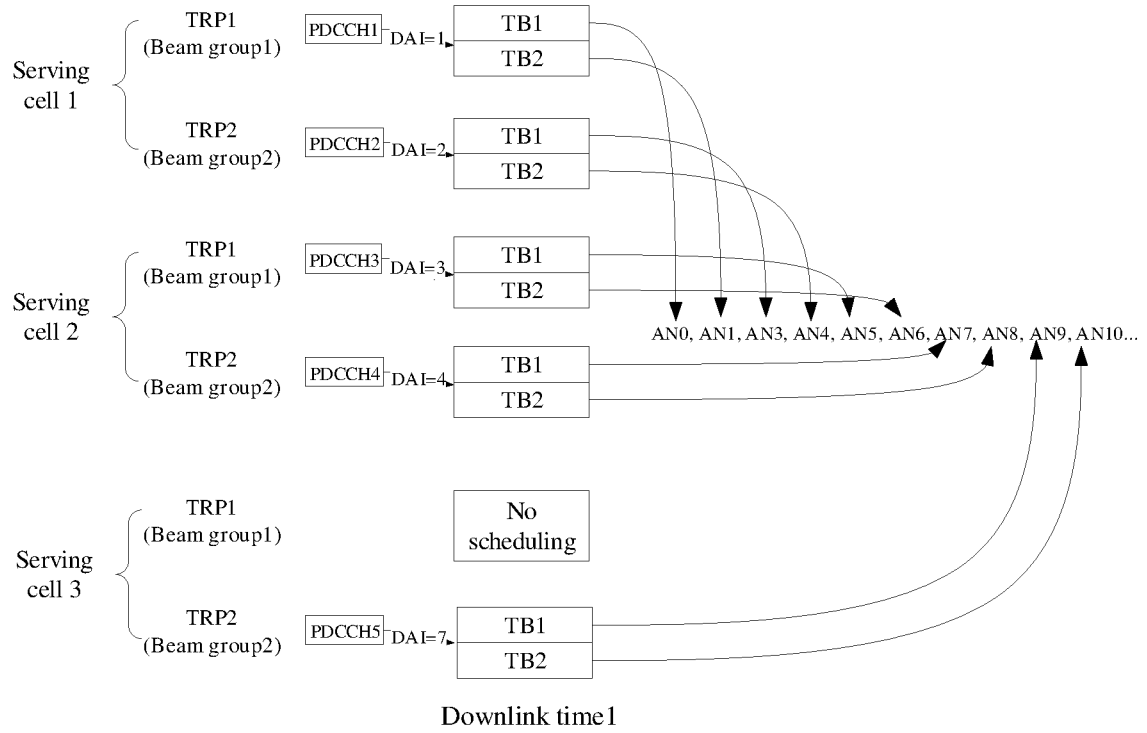 TRP1
(Beam group1)
PDCCH1
DAI=1
TB1
TB2
Serving
cell 1
TRP2
(Beam group2)
PDCCH2
DAI=2
TB1
TB2
TRP1
(Beam group1)
PDCCH3
DAI=3
TB1
TB2
Serving
cell 2
AN0, AN1, AN3, AN4, AN5, AN6, AN7, AN8, AN9, AN10...
TRP2
(Beam group2)
PDCCH4
DAI=4
TB1
TB2
TRP1
(Beam group1)
No
scheduling
Serving
cell 3
TRP2
(Beam group2)
PDCCH5
DAI=7
TB1
TB2
Downlink time1